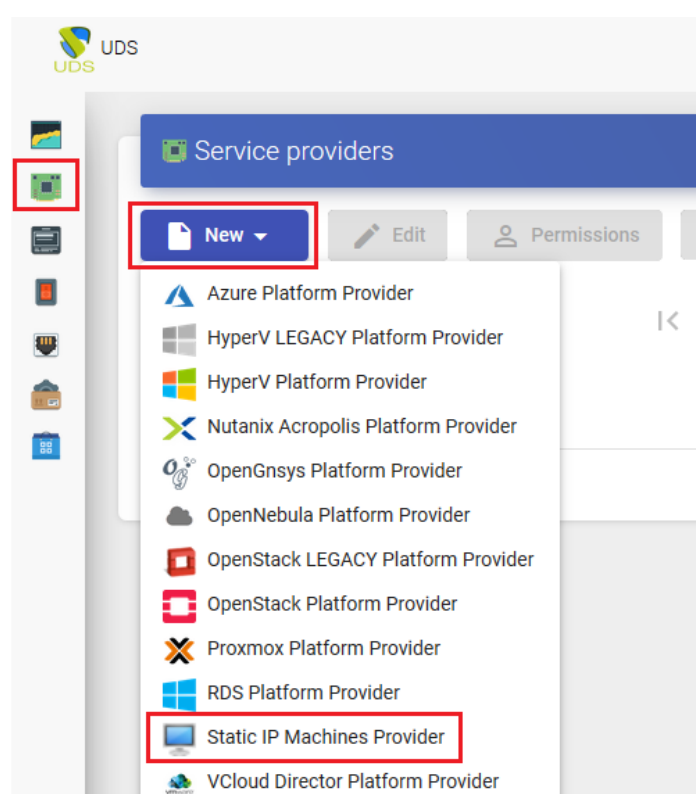 UDS
UDS
Service providers
New
Edit
Permissions
Azure Platform Provider
HyperV LEGACY Platform Provider
HyperV Platform Provider
Nutanix Acropolis Platform Provider
OpenGnsys Platform Provider
OpenNebula Platform Provider
OpenStack LEGACY Platform Provider
OpenStack Platform Provider
Proxmox Platform Provider
RDS Platform Provider
Static IP Machines Provider
VCloud Director Platform Provider